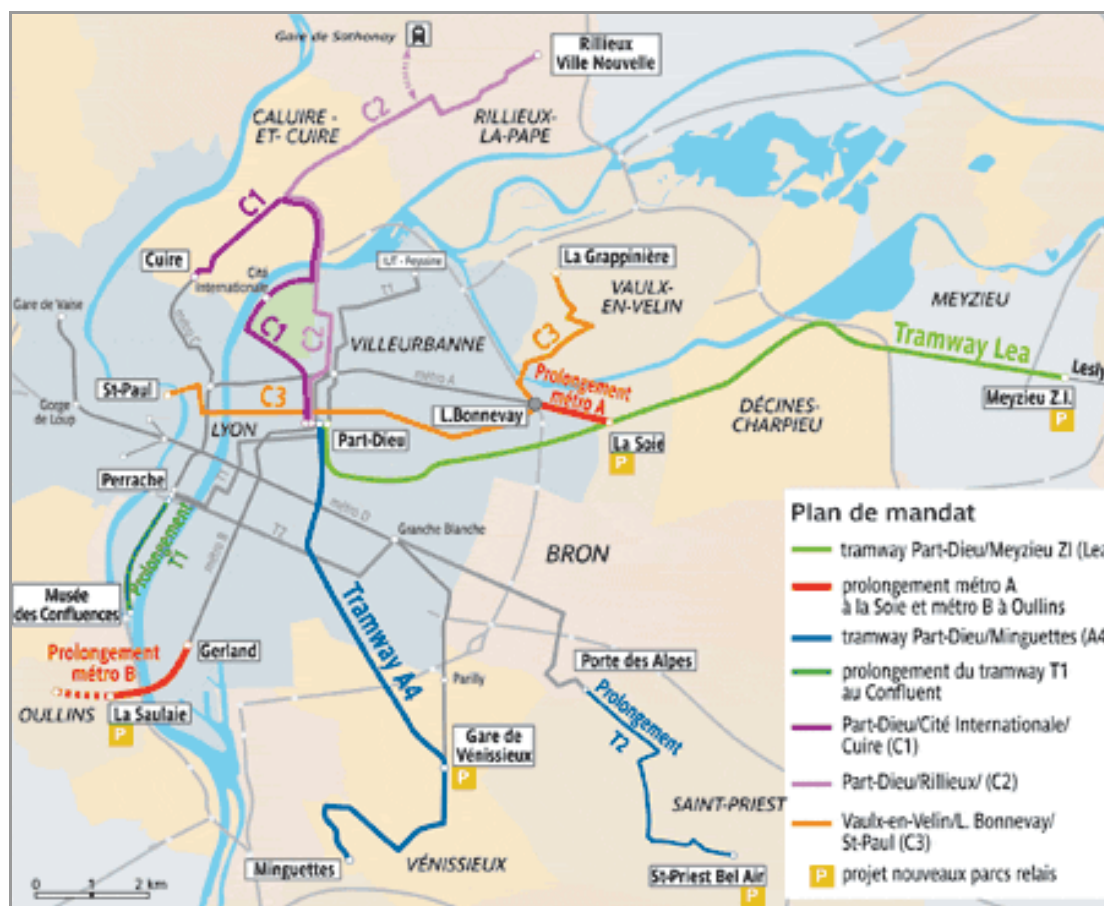 Gare de Sathonay
Rillieux
Ville Nouvelle
C2
CALUIRE -
ET- CUIRE
RILLIEUX-
LA-PAPE
C1
Cuire
Cité
Internationale
T1
La Grappinière
VAULX-
EN-VELIN
MEYZIEU
Gare de Vaise
métro C
C1
C2
VILLEURBANNE
C3
Tramway Lea
St-Paul
C3
métro A
Prolongement
métro A
Lesly
Meyzieu Z.I.
P
Gorge
de Loup
LYON
Part-Dieu
L.Bonnevay
La Soie
P
DÉCINES-
CHARPIEU
Perrache
T1
métro B
T2
métro D
Granche Blanche
BRON
Prolongement
T1
Musée
des Confluences
Prolongement
métro B
Gerland
Tramway A4
Parilly
Porte des Alpes
OULLINS
La Saulaie
P
Gare de
Vénissieux
P
Prolongement
T2
SAINT-PRIEST
Minguettes
VÉNISSIEUX
St-Priest Bel Air
P
0 1 2 km
Plan de mandat
tramway Part-Dieu/Meyzieu ZI (Lea
prolongement métro A
à la Soie et métro B à Oullins
tramway Part-Dieu/Minguettes (A4
prolongement du tramway T1
au Confluent
Part-Dieu/Cité Internationale/
Cuire (C1)
Part-Dieu/Rillieux/ (C2)
Vaulx-en-Velin/L. Bonnevay/
St-Paul (C3)
P projet nouveaux parcs relais